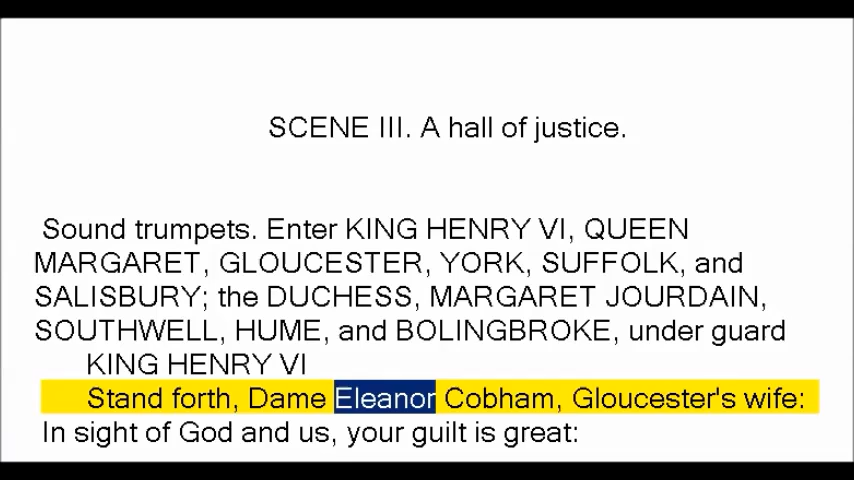 SCENE III. A hall of justice.
Sound trumpets. Enter KING HENRY VI, QUEEN
MARGARET, GLOUCESTER, YORK, SUFFOLK, and
SALISBURY; the DUCHESS, MARGARET JOURDAIN,
SOUTHWELL, HUME, and BOLINGBROKE, under guard
KING HENRY VI
Stand forth, Dame Eleanor Cobham, Gloucester's wife:
In sight of God and us, your guilt is great: